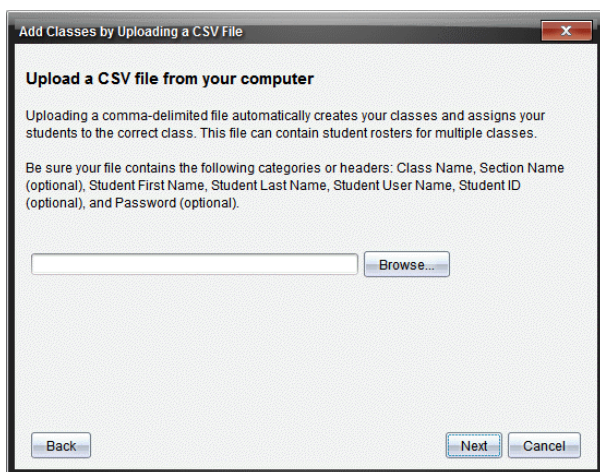 Add Classes by Uploading a CSV File
x
Upload a CSV file from your computer
Uploading a comma-delimited file automatically creates your classes and assigns your
students to the correct class. This file can contain student rosters for multiple classes.
Be sure your file contains the following categories or headers: Class Name, Section Name
(optional), Student First Name, Student Last Name, Student User Name, Student ID
(optional), and Password (optional).
Browse...
Back
Next
Cancel